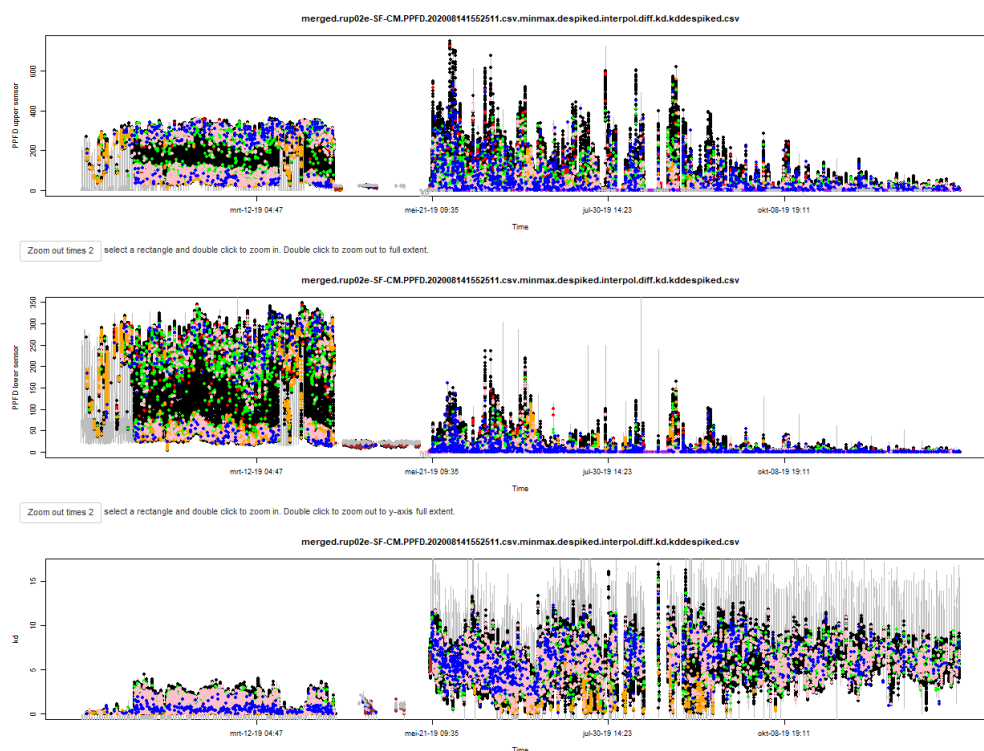 merged.rup02e-SF-CM.PPFD.202008141552511.csv.minmax.despiked.interpol.diff.kd.kddespiked.csv
PPFD upper sensor
600
400
200
0
mrt-12-19 04:47 mei-21-19 09:35 jul-30-19 14:23 okt-08-19 19:11
Time
Zoom out times 2 select a rectangle and double click to zoom in. Double click to zoom out to full extent.
merged.rup02e-SF-CM.PPFD.202008141552511.csv.minmax.despiked.interpol.diff.kd.kddespiked.csv
PPFD lower sensor
350
300
250
200
150
100
50
0
mrt-12-19 04:47 mei-21-19 09:35 jul-30-19 14:23 okt-08-19 19:11
Time
Zoom out times 2 select a rectangle and double click to zoom in. Double click to zoom out to y-axis full extent.
merged.rup02e-SF-CM.PPFD.202008141552511.csv.minmax.despiked.interpol.diff.kd.kddespiked.csv
kd
15
10
5
0
mrt-12-19 04:47 mei-21-19 09:35 jul-30-19 14:23 okt-08-19 19:11
Time